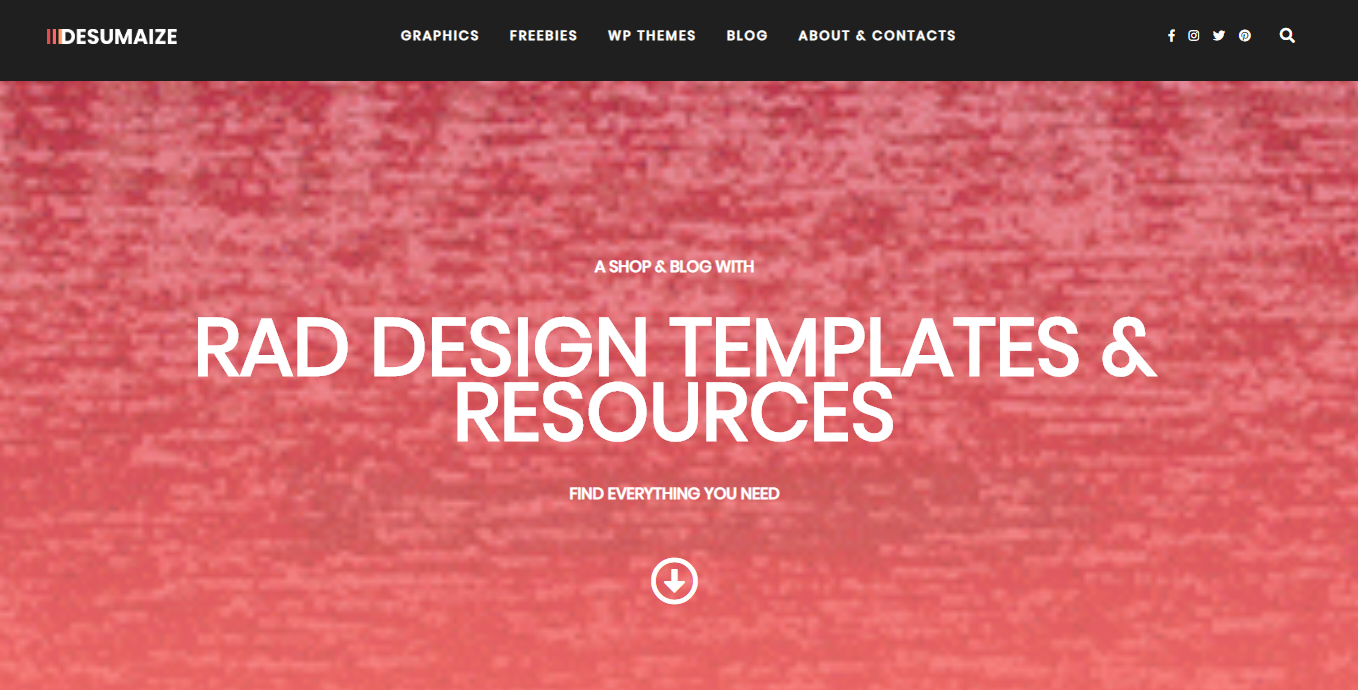 DESUMAIZE
GRAPHICS FREEBIES WP THEMES BLOG ABOUT & CONTACTS
A SHOP & BLOG WITH
RAD DESIGN TEMPLATES &
RESOURCES
FIND EVERYTHING YOU NEED